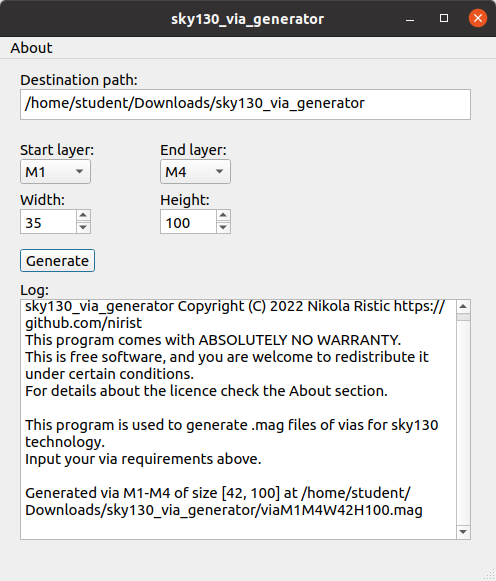 sky130_via_generator
About
Destination path:
/home/student/Downloads/sky130_via_generator
Start layer: End layer:
M1 M4
Width: Height:
35 100
Generate
Log:
sky130_via_generator Copyright (C) 2022 Nikola Ristic https://
github.com/nirist
This program comes with ABSOLUTELY NO WARRANTY.
This is free software, and you are welcome to redistribute it
under certain conditions.
For details about the licence check the About section.
This program is used to generate .mag files of vias for sky130
technology.
Input your via requirements above.
Generated via M1-M4 of size [42, 100] at /home/student/
Downloads/sky130_via_generator/viaM1M4W42H100.mag